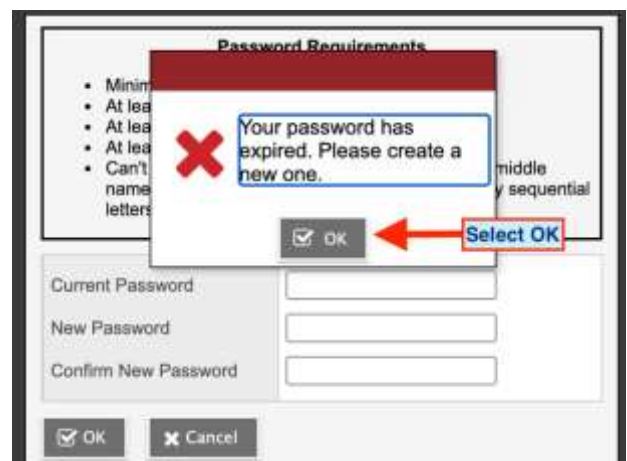 Password Requirements
• Minim
• At lea
• At lea
• At lea
• Can't middle
name y sequential
letters
Your password has
expired. Please create a
new one.
OK
Select OK
Current Password
New Password
Confirm New Password
OK Cancel